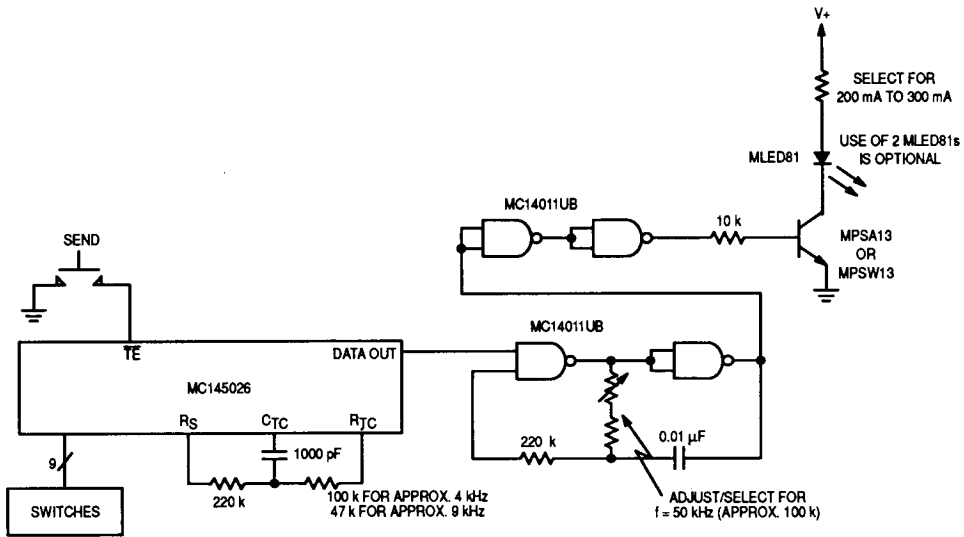 V+
SELECT FOR
200 mA TO 300 mA
MLED81
USE OF 2 MLED81s
IS OPTIONAL
MC14011UB
10 k
MPSA13
OR
MPSW13
SEND
TE
DATA OUT
MC145026
RS
CTC
RTC
MC14011UB
1000 pF
220 k
100 k FOR APPROX. 4 kHz
47 k FOR APPROX. 9 kHz
9
SWITCHES
220 k
0.01 µF
ADJUST/SELECT FOR
f = 50 kHz (APPROX. 100 k)